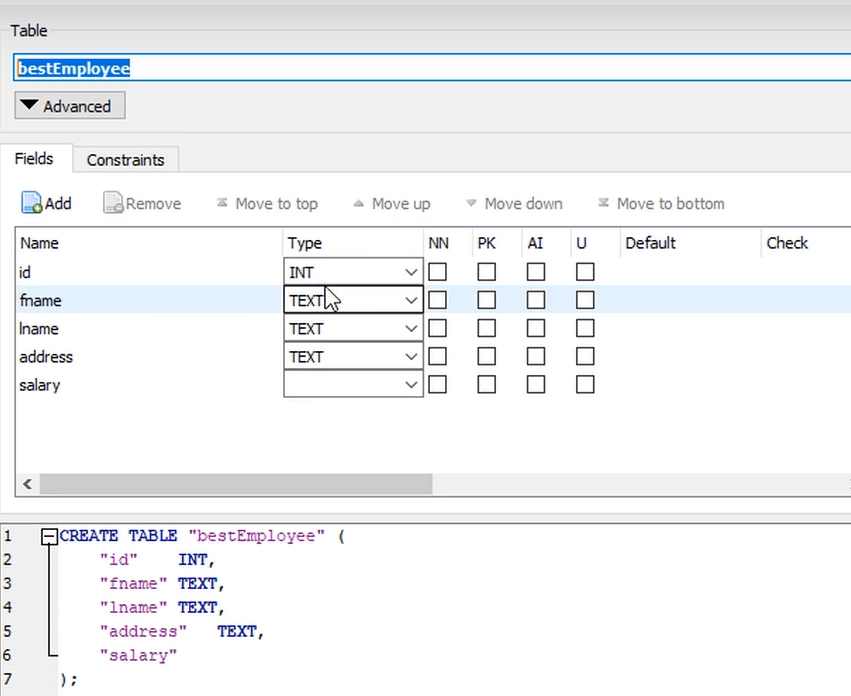 Table
bestEmployee
Advanced
Fields Constraints
Add Remove Move to top Move up Move down Move to bottom
Name Type NN PK AI U Default Check
id INT
fname TEXT
lname TEXT
address TEXT
salary
1 CREATE TABLE "bestEmployee" (
2 "id" INT,
3 "fname" TEXT,
4 "lname" TEXT,
5 "address" TEXT,
6 "salary"
7 );